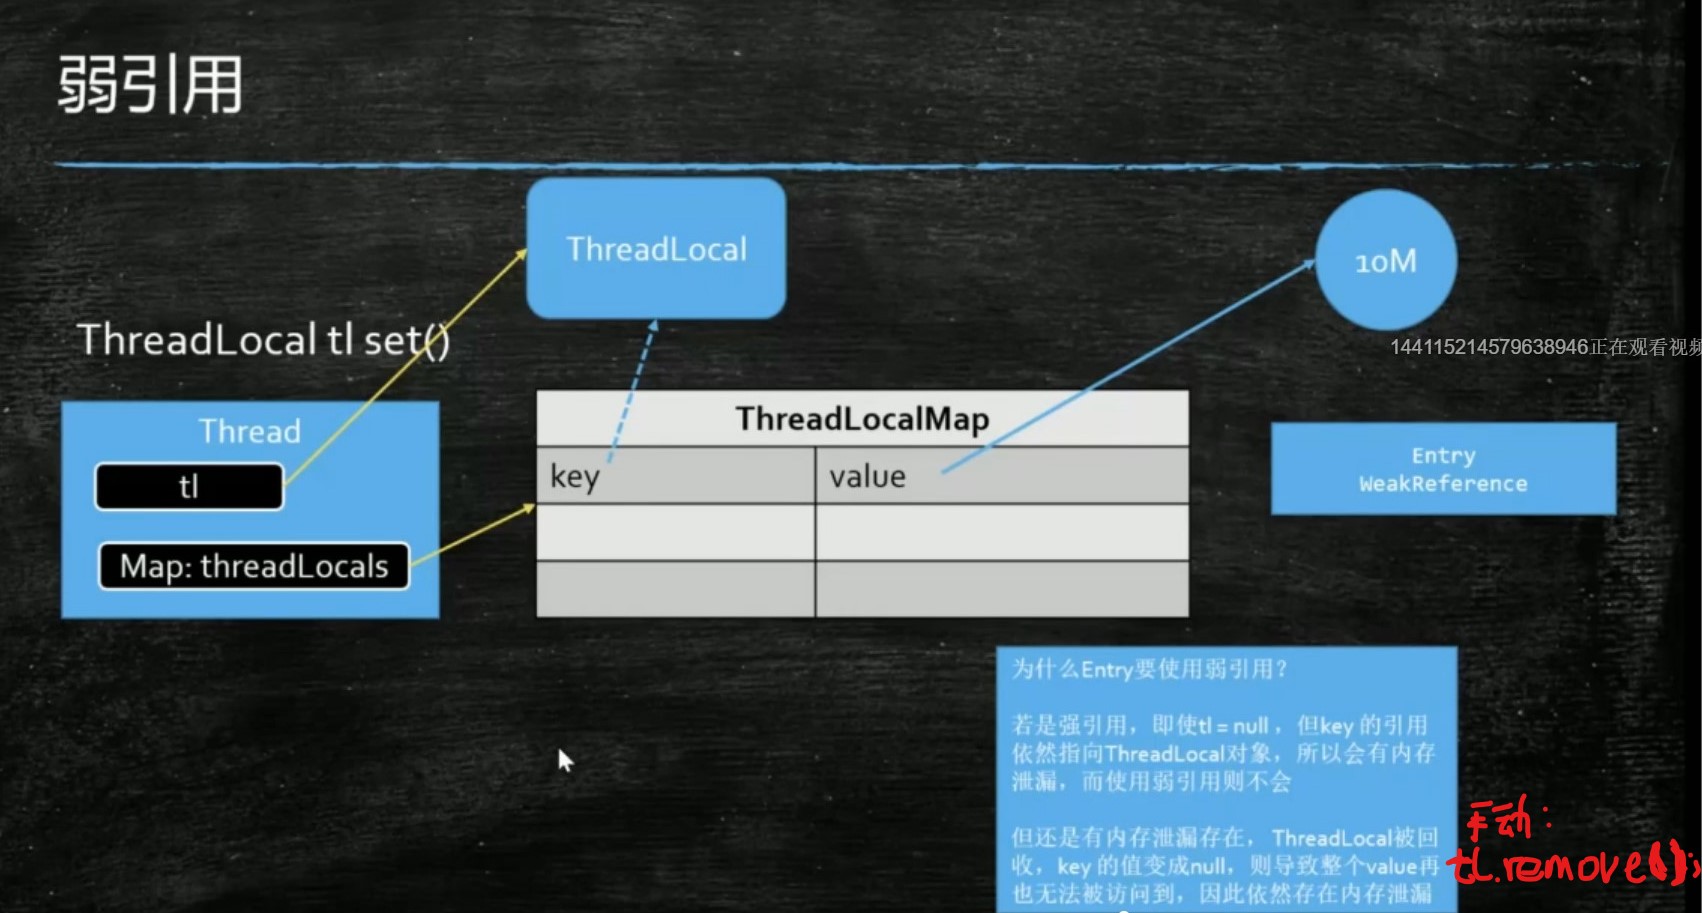 弱引用
ThreadLocal
10M
ThreadLocal tl set()
144115214579638946正在观看视频
Thread
tl
Map: threadLocals
ThreadLocalMap
key
value
Entry
WeakReference
为什么Entry要使用弱引用？
若是强引用，即使tl = null，但key 的引用
依然指向ThreadLocal对象，所以会有内存
泄漏，而使用弱引用则不会
但还是有内存泄漏存在，ThreadLocal被回
收，key 的值变成null，则导致整个value再
也无法被访问到，因此依然存在内存泄漏
手动：
tl.remove();